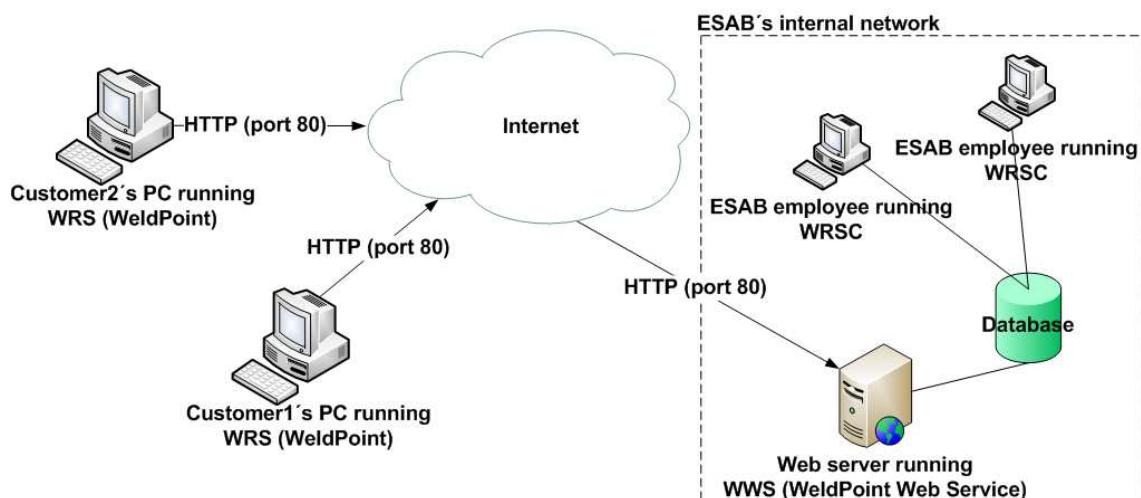 ESAB´s internal network
HTTP (port 80)
Internet
ESAB employee running
WRSC
Customer2´s PC running
WRS (WeldPoint)
ESAB employee running
WRSC
HTTP (port 80)
HTTP (port 80)
Database
Customer1´s PC running
WRS (WeldPoint)
Web server running
WWS (WeldPoint Web Service)